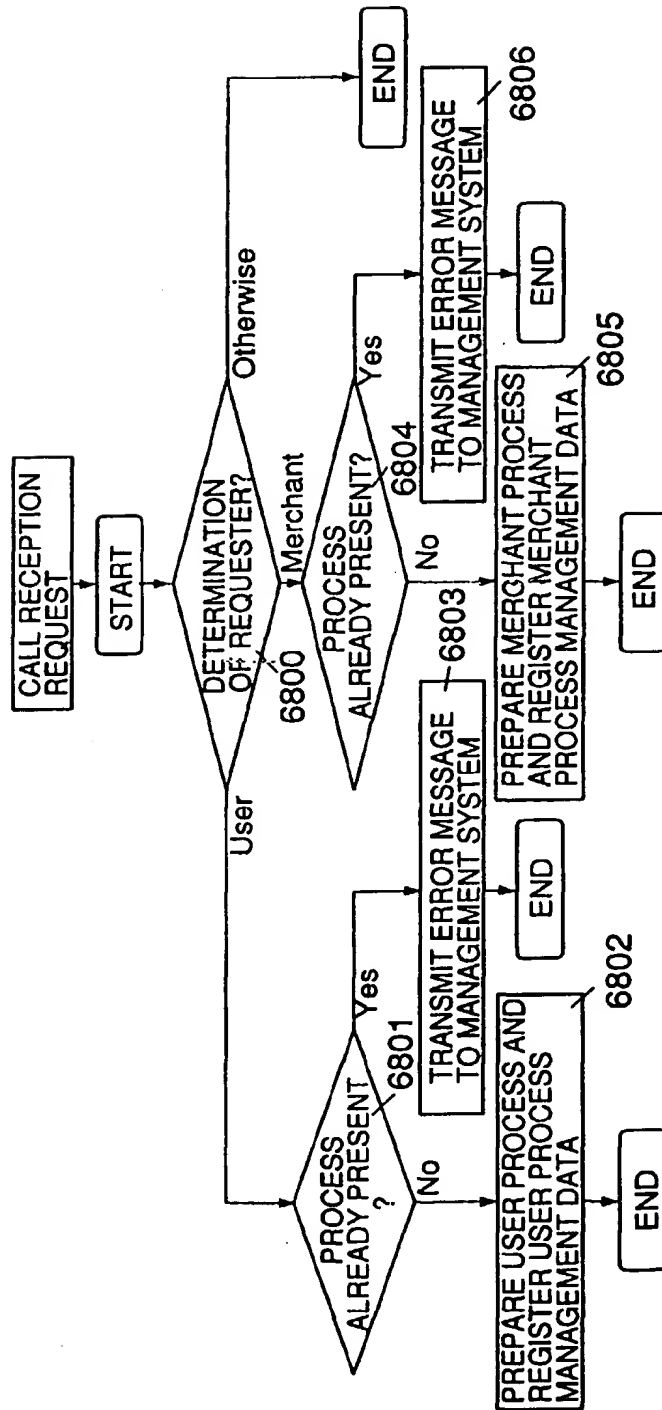 CALL RECEPTION
REQUEST
START
DETERMINATION
OF REQUESTER?
6800
User
Merchant
Otherwise
END
PROCESS
ALREADY PRESENT
?
6801
Yes
No
TRANSMIT ERROR MESSAGE
TO MANAGEMENT SYSTEM
6803
END
PREPARE USER PROCESS AND
REGISTER USER PROCESS
MANAGEMENT DATA
6802
END
PROCESS
ALREADY PRESENT?
6804
Yes
No
TRANSMIT ERROR MESSAGE
TO MANAGEMENT SYSTEM
6806
END
PREPARE MERCHANT PROCESS
AND REGISTER MERCHANT
PROCESS MANAGEMENT DATA
6805
END